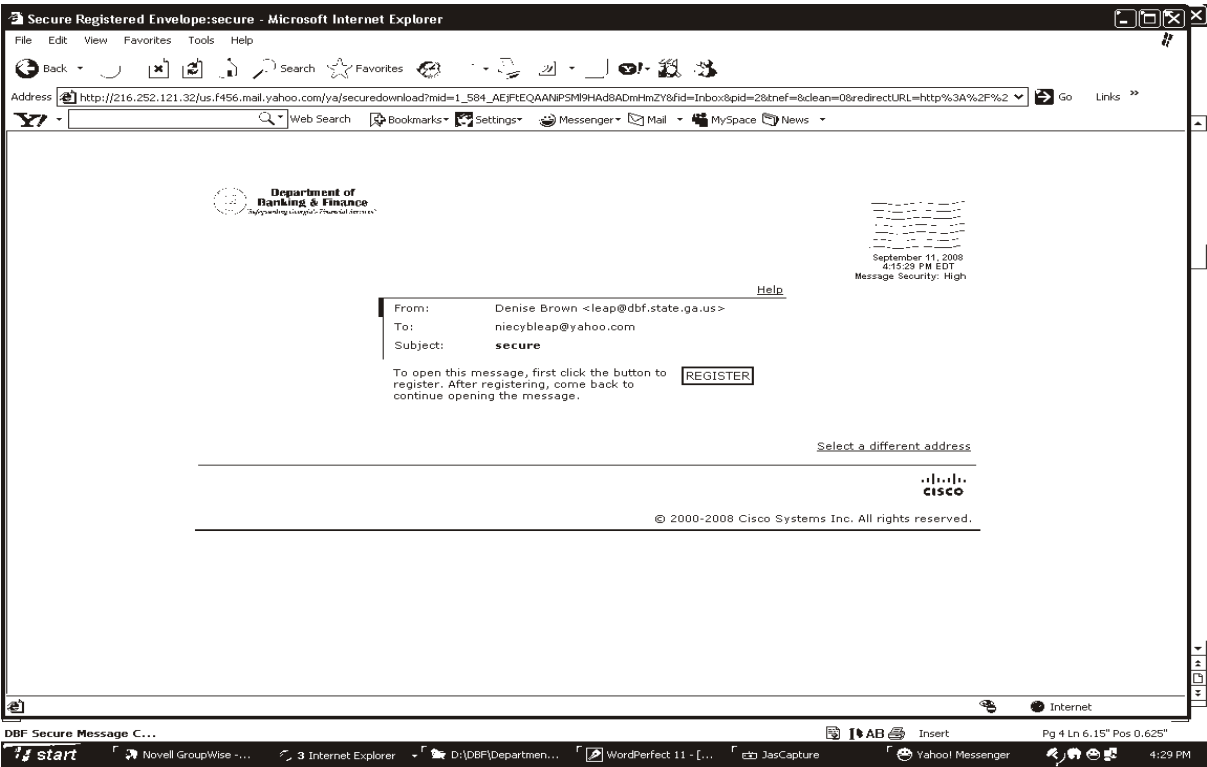 Secure Registered Envelope:secure - Microsoft Internet Explorer
File Edit View Favorites Tools Help
Back Search Favorites
Address http://216.252.121.32/us.f456.mail.yahoo.com/ya/securedownload?mid=1_584_AEjFtEQAANiPSMl9HAd8ADmHmZY&fid=Inbox&pid=2&tnef=&clean=0&redirectURL=http%3A%2F%2 Go Links »
Y! Web Search Bookmarks Settings Messenger Mail MySpace News
Department of
Banking & Finance
"Safeguarding Georgia's Financial Services"
September 11, 2008
4:15:29 PM EDT
Message Security: High
Help
From: Denise Brown <leap@dbf.state.ga.us>
To: niecybleap@yahoo.com
Subject: secure
To open this message, first click the button to
register. After registering, come back to
continue opening the message.
REGISTER
Select a different address
CISCO
© 2000-2008 Cisco Systems Inc. All rights reserved.
Internet
DBF Secure Message C... AB Insert Pg 4 Ln 6.15" Pos 0.625"
start Novell GroupWise -... 3 Internet Explorer D:\DBF\Departmen... WordPerfect 11 - [... JasCapture Yahoo! Messenger 4:29 PM